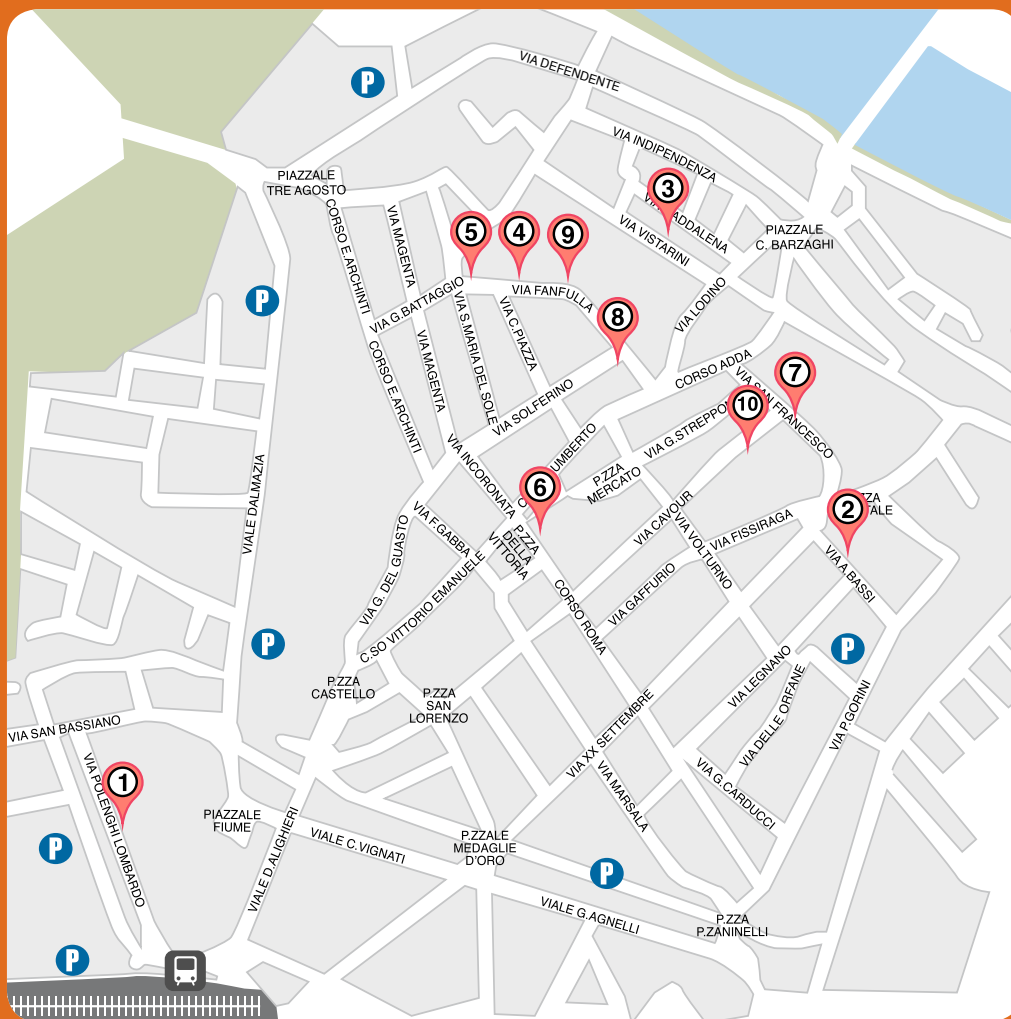 P
VIA DEFENDENTE
VIA INDIPENDENZA
PIAZZALE
TRE AGOSTO
3
VIA
ADDALENA
VIA VISTARINI
PIAZZALE
C. BARZAGHI
CORSO E.ARCHINTI
VIA MAGENTA
5
4
9
P
VIA G.BATTAGGIO
VIA FANFULLA
VIA LODINO
8
VIA S.MARIA DEL SOLE
VIA C.PIAZZA
VIA MAGENTA
CORSO E.ARCHINTI
CORSO ADDA
7
VIA SAN FRANCESCO
10
VIA SOLFERINO
VIA G.STREPPON
UMBERTO
VIA INCORONATA
P.ZZA
MERCATO
6
VIALE DALMAZIA
VIA CAVOUR
2
ZZA
TALE
VIA F.GABBA
P.ZZA
DELLA
VITTORIA
VIA VOLTURNO
VIA FISSIRAGA
VIA G. DEL GUASTO
C.SO VITTORIO EMANUELE
VIA A BASSI
VIA GAFFURIO
CORSO ROMA
P
P
P.ZZA
CASTELLO
P.ZZA
SAN
LORENZO
VIA LEGNANO
VIA DELLE ORFANE
VIA P.GORINI
VIA SAN BASSIANO
VIA XX SETTEMBRE
1
VIA POLENGHI LOMBARDO
VIA MARSALA
VIA G.CARDUCCI
PIAZZALE
FIUME
VIALE D.ALIGHIERI
VIALE C.VIGNATI
P.ZZALE
MEDAGLIE
D'ORO
P
P
VIALE G.AGNELLI
P.ZZA
P.ZANINELLI
P